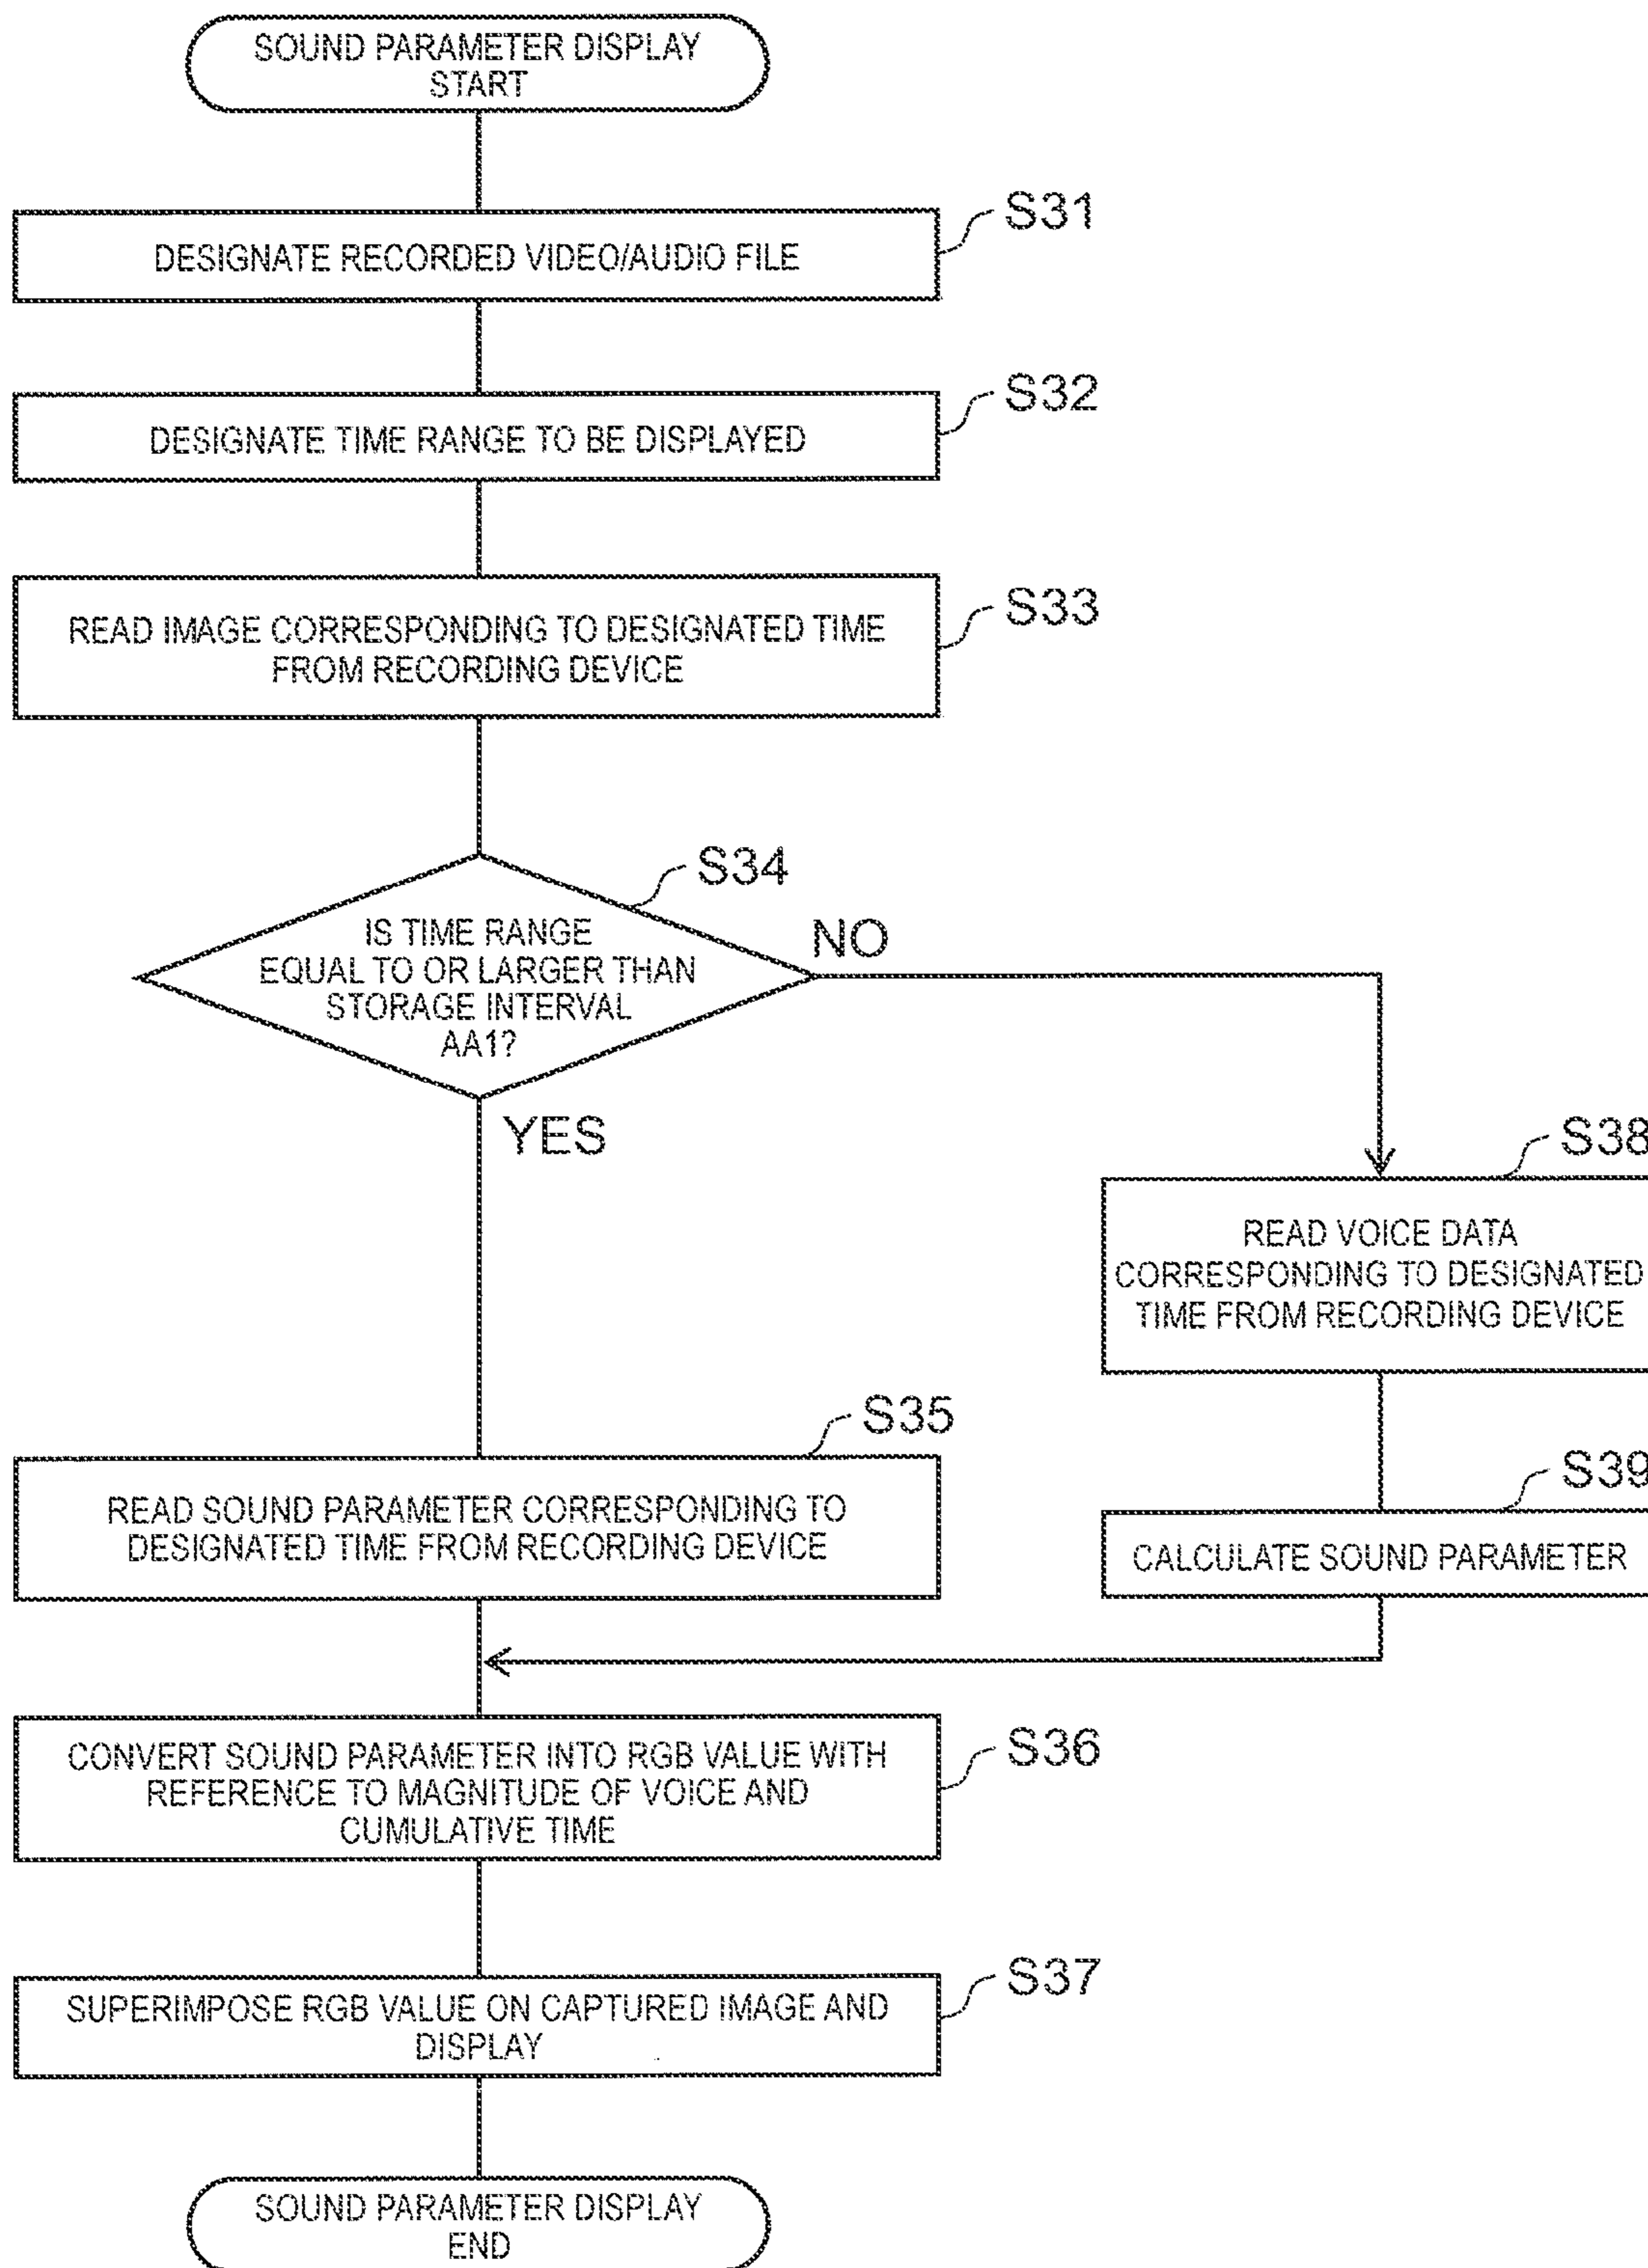 SOUND PARAMETER DISPLAY
START
S31
DESIGNATE RECORDED VIDEO/AUDIO FILE
S32
DESIGNATE TIME RANGE TO BE DISPLAYED
S33
READ IMAGE CORRESPONDING TO DESIGNATED TIME
FROM RECORDING DEVICE
S34
IS TIME RANGE
EQUAL TO OR LARGER THAN
STORAGE INTERVAL
AA1?
NO
YES
S38
READ VOICE DATA
CORRESPONDING TO DESIGNATED
TIME FROM RECORDING DEVICE
S35
READ SOUND PARAMETER CORRESPONDING TO
DESIGNATED TIME FROM RECORDING DEVICE
S39
CALCULATE SOUND PARAMETER
S36
CONVERT SOUND PARAMETER INTO RGB VALUE WITH
REFERENCE TO MAGNITUDE OF VOICE AND
CUMULATIVE TIME
S37
SUPERIMPOSE RGB VALUE ON CAPTURED IMAGE AND
DISPLAY
SOUND PARAMETER DISPLAY
END